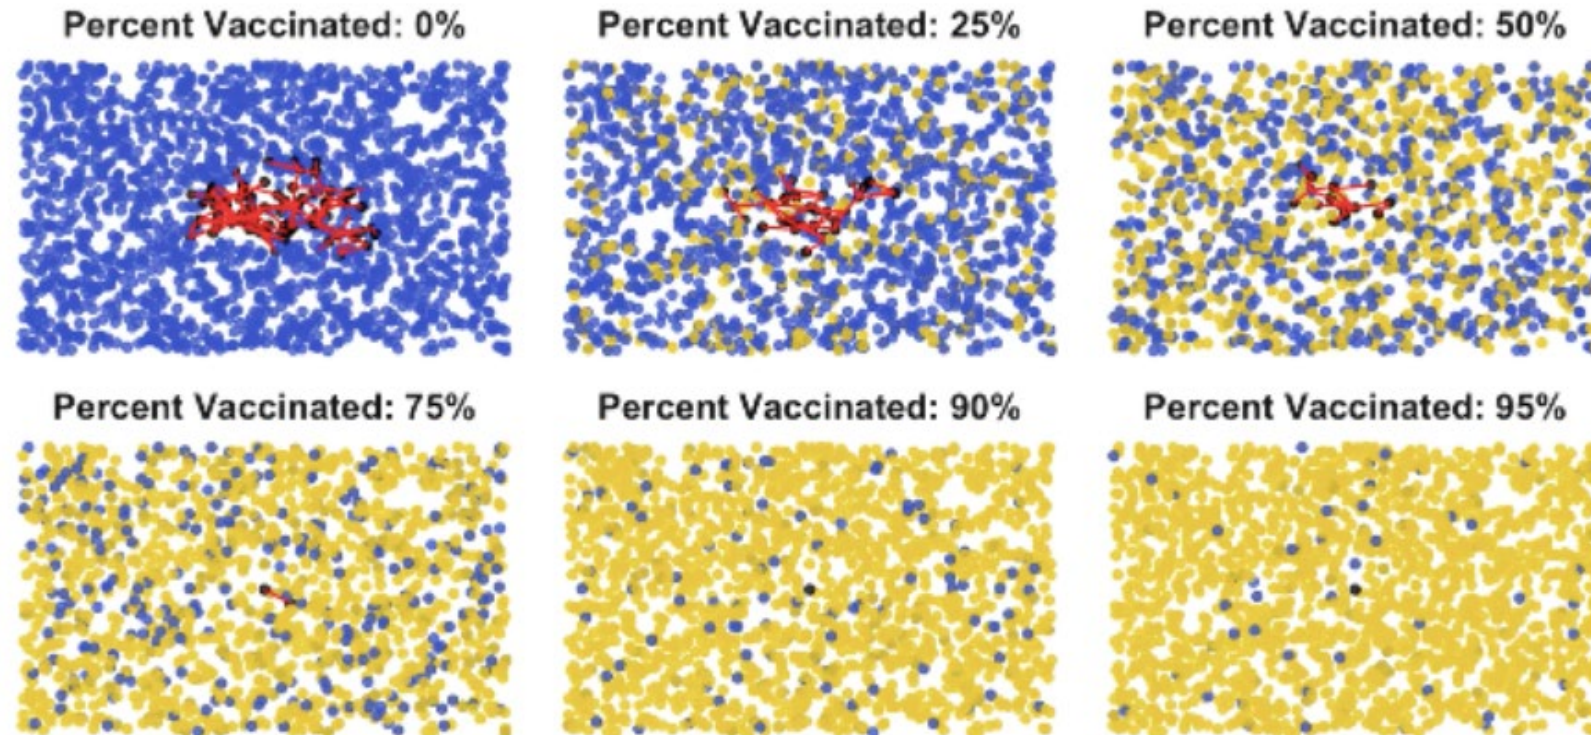 Percent Vaccinated: 0%
Percent Vaccinated: 25%
Percent Vaccinated: 50%
Percent Vaccinated: 75%
Percent Vaccinated: 90%
Percent Vaccinated: 95%